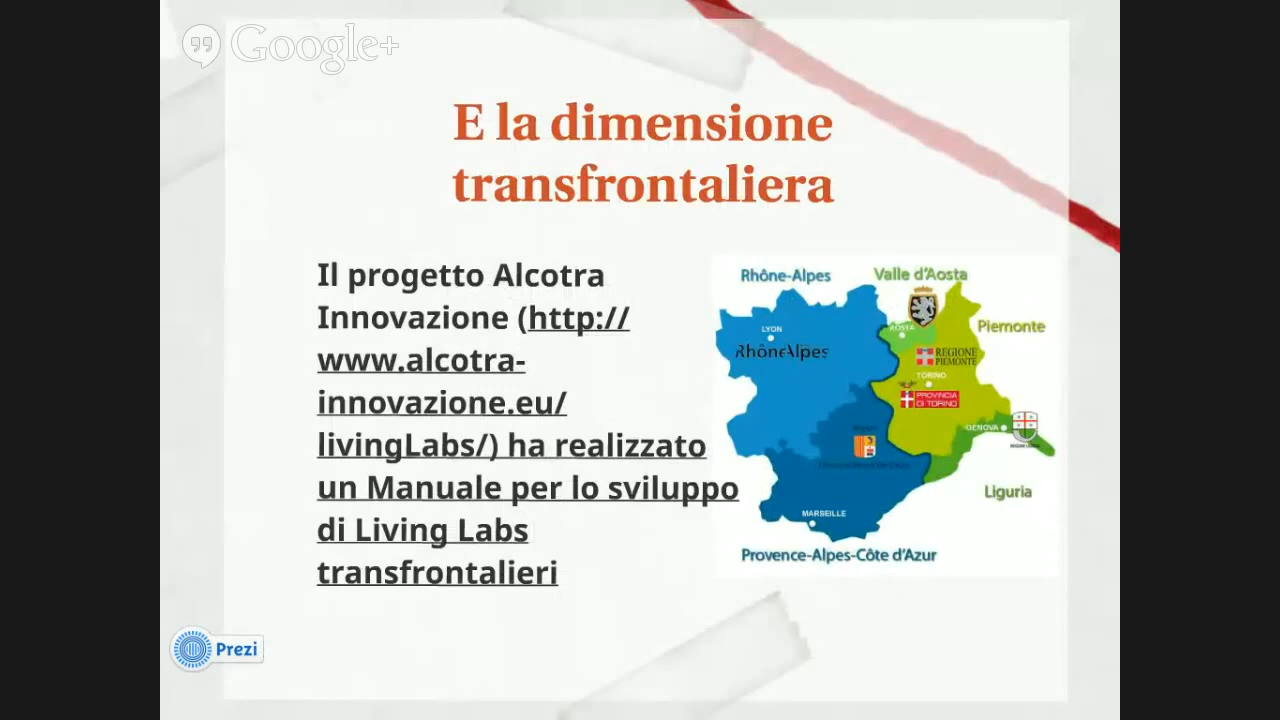 Google+
E la dimensione
transfrontaliera
Il progetto Alcotra
Innovazione (http://
www.alcotra-
innovazione.eu/
livingLabs/) ha realizzato
un Manuale per lo sviluppo
di Living Labs
transfrontalieri
Rhône-Alpes
Valle d'Aosta
Piemonte
LYON
AOSTA
RhôneAlpes
REGIONE
PIEMONTE
TORINO
PROVINCIA
DI TORINO
GENOVA
Liguria
MARSEILLE
Provence-Alpes-Côte d'Azur
Prezi